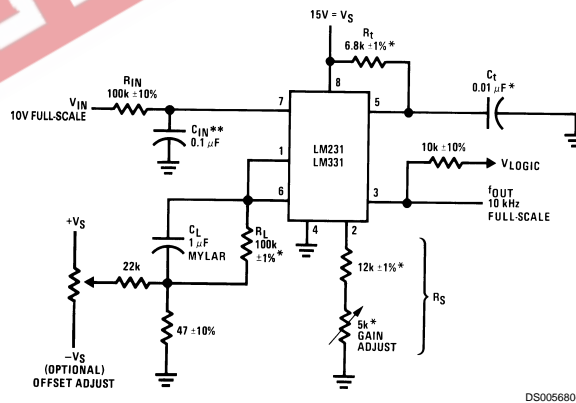 15V = VS
Rt
6.8k ±1% *
8
Ct
0.01 µF *
RIN
100k ±10%
VIN
10V FULL-SCALE
7
5
CIN**
0.1 µF
LM231
LM331
1
10k ±10%
VLOGIC
6
3
fOUT
10 kHz
FULL-SCALE
4
2
+VS
CL
1 µF
MYLAR
RL
100k
±1%*
22k
12k ±1%*
RS
5k*
GAIN
ADJUST
47 ±10%
−VS
(OPTIONAL)
OFFSET ADJUST
DS005680